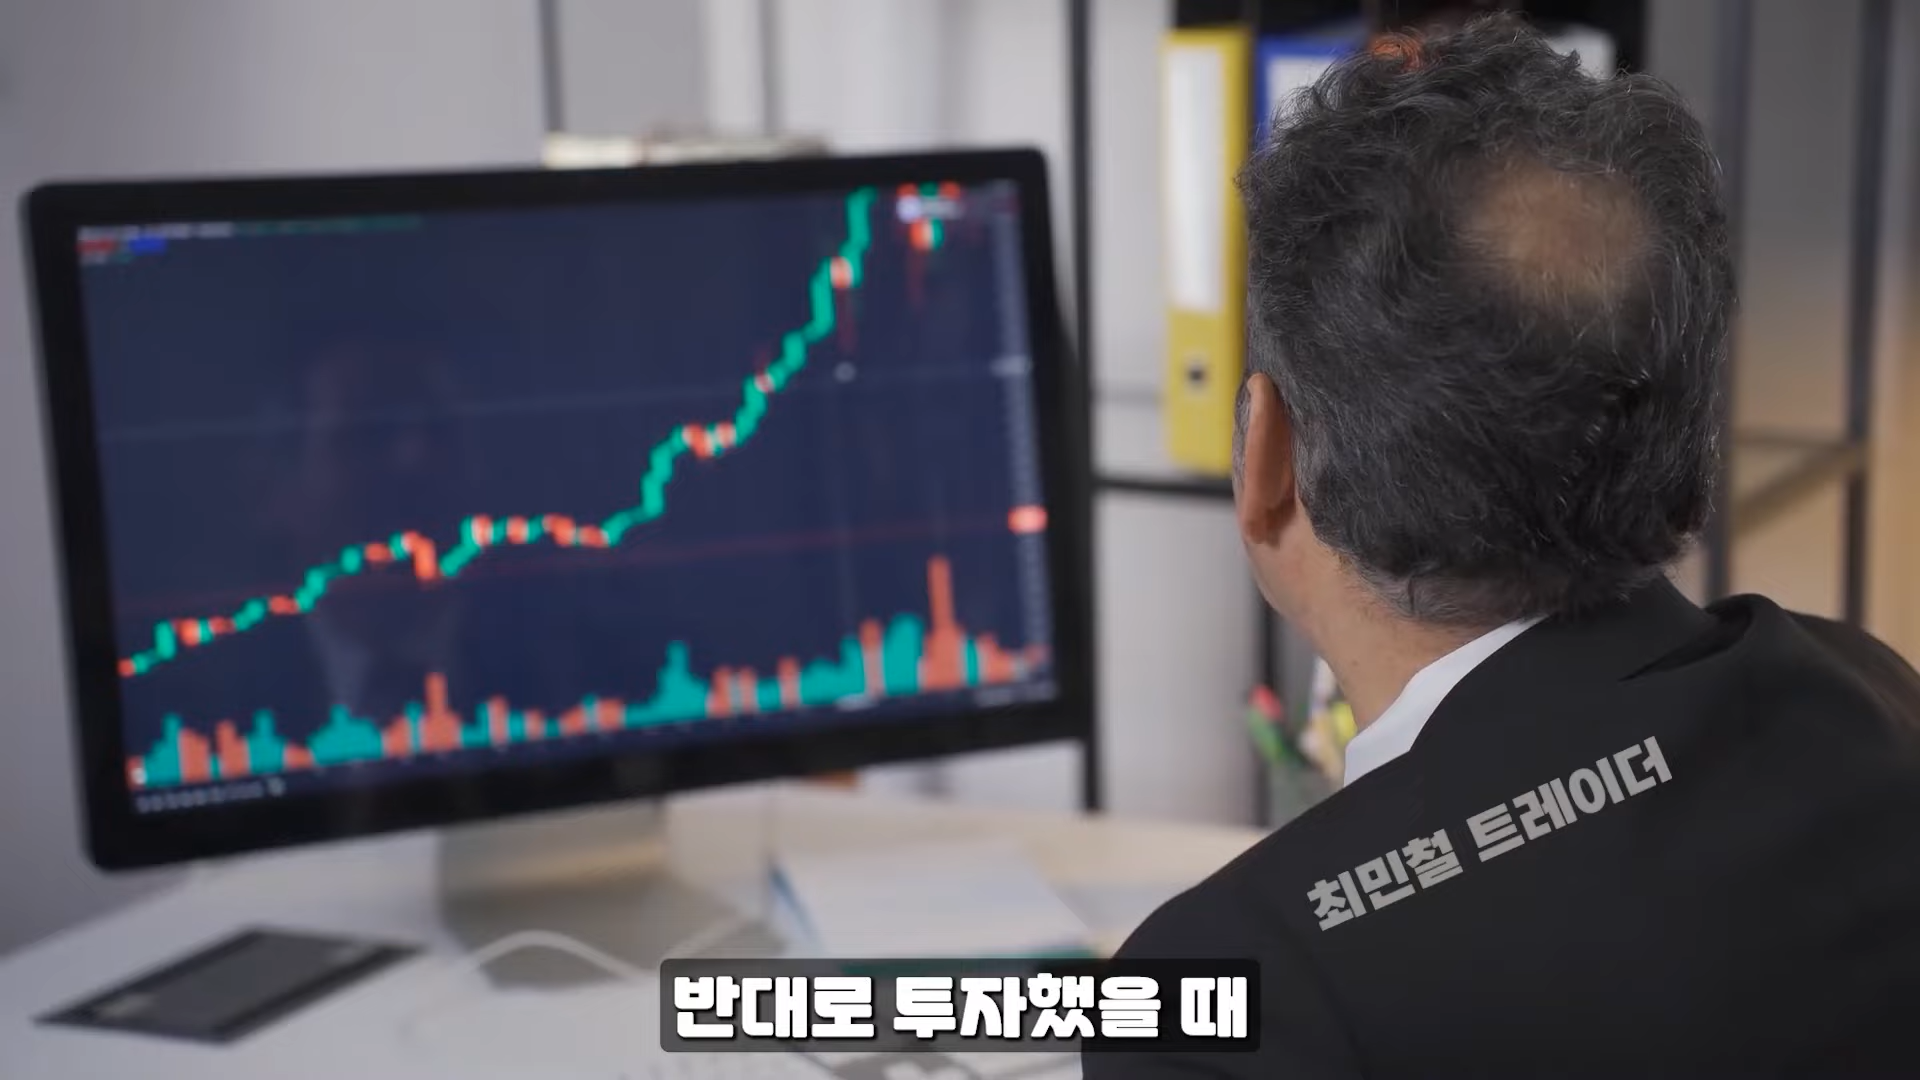 최민철 트레이더
반대로 투자했을 때